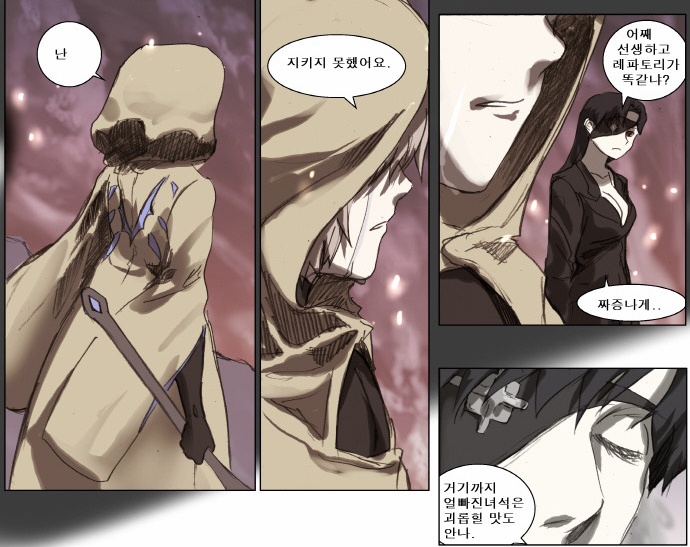 난
지키지 못했어요.
어째
선생하고
레파토리가
똑같냐?
짜증나게..
거기까지
얼빠진녀석은
괴롭힐 맛도
안나.